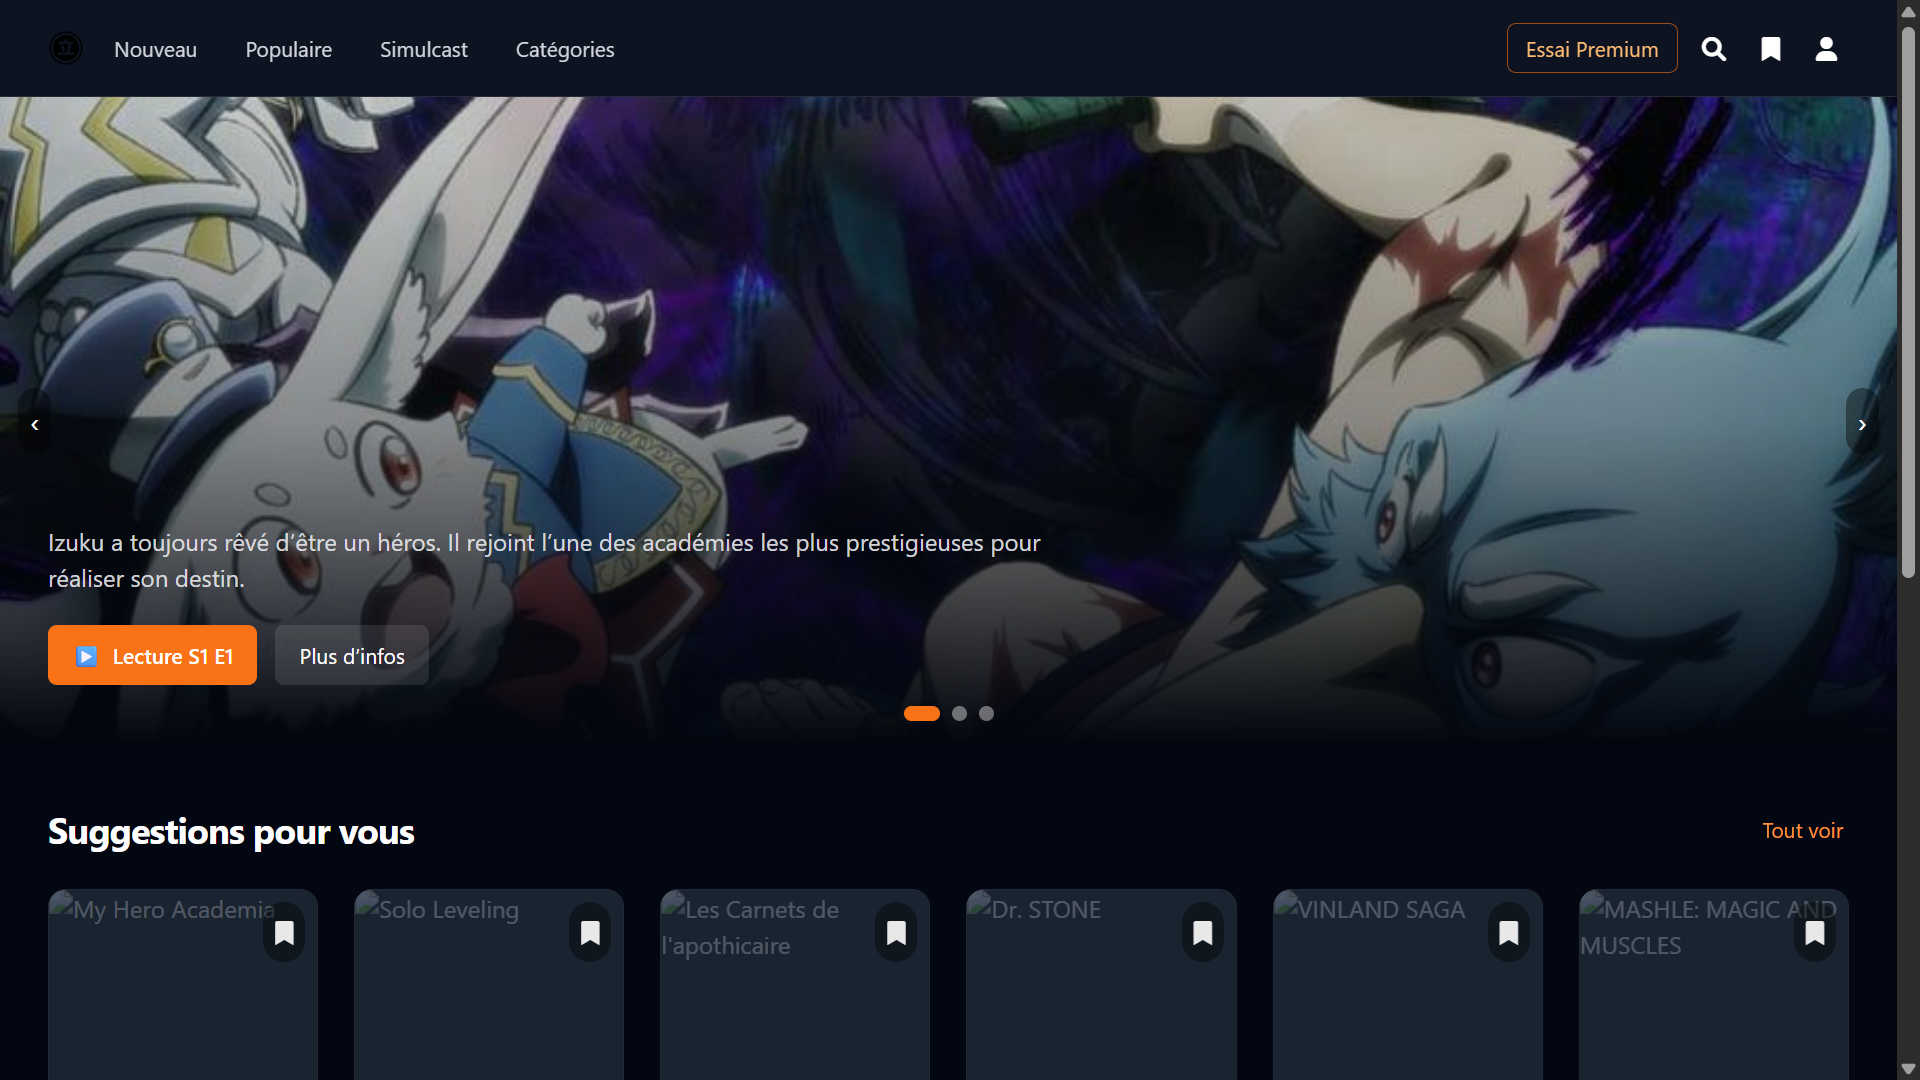 立
Nouveau
Populaire
Simulcast
Catégories
Essai Premium
Izuku a toujours rêvé d’être un héros. Il rejoint l’une des académies les plus prestigieuses pour
réaliser son destin.
Lecture S1 E1
Plus d’infos
Suggestions pour vous
Tout voir
My Hero Academia
Solo Leveling
Les Carnets de
l'apothicaire
Dr. STONE
VINLAND SAGA
MASHLE: MAGIC AND
MUSCLES